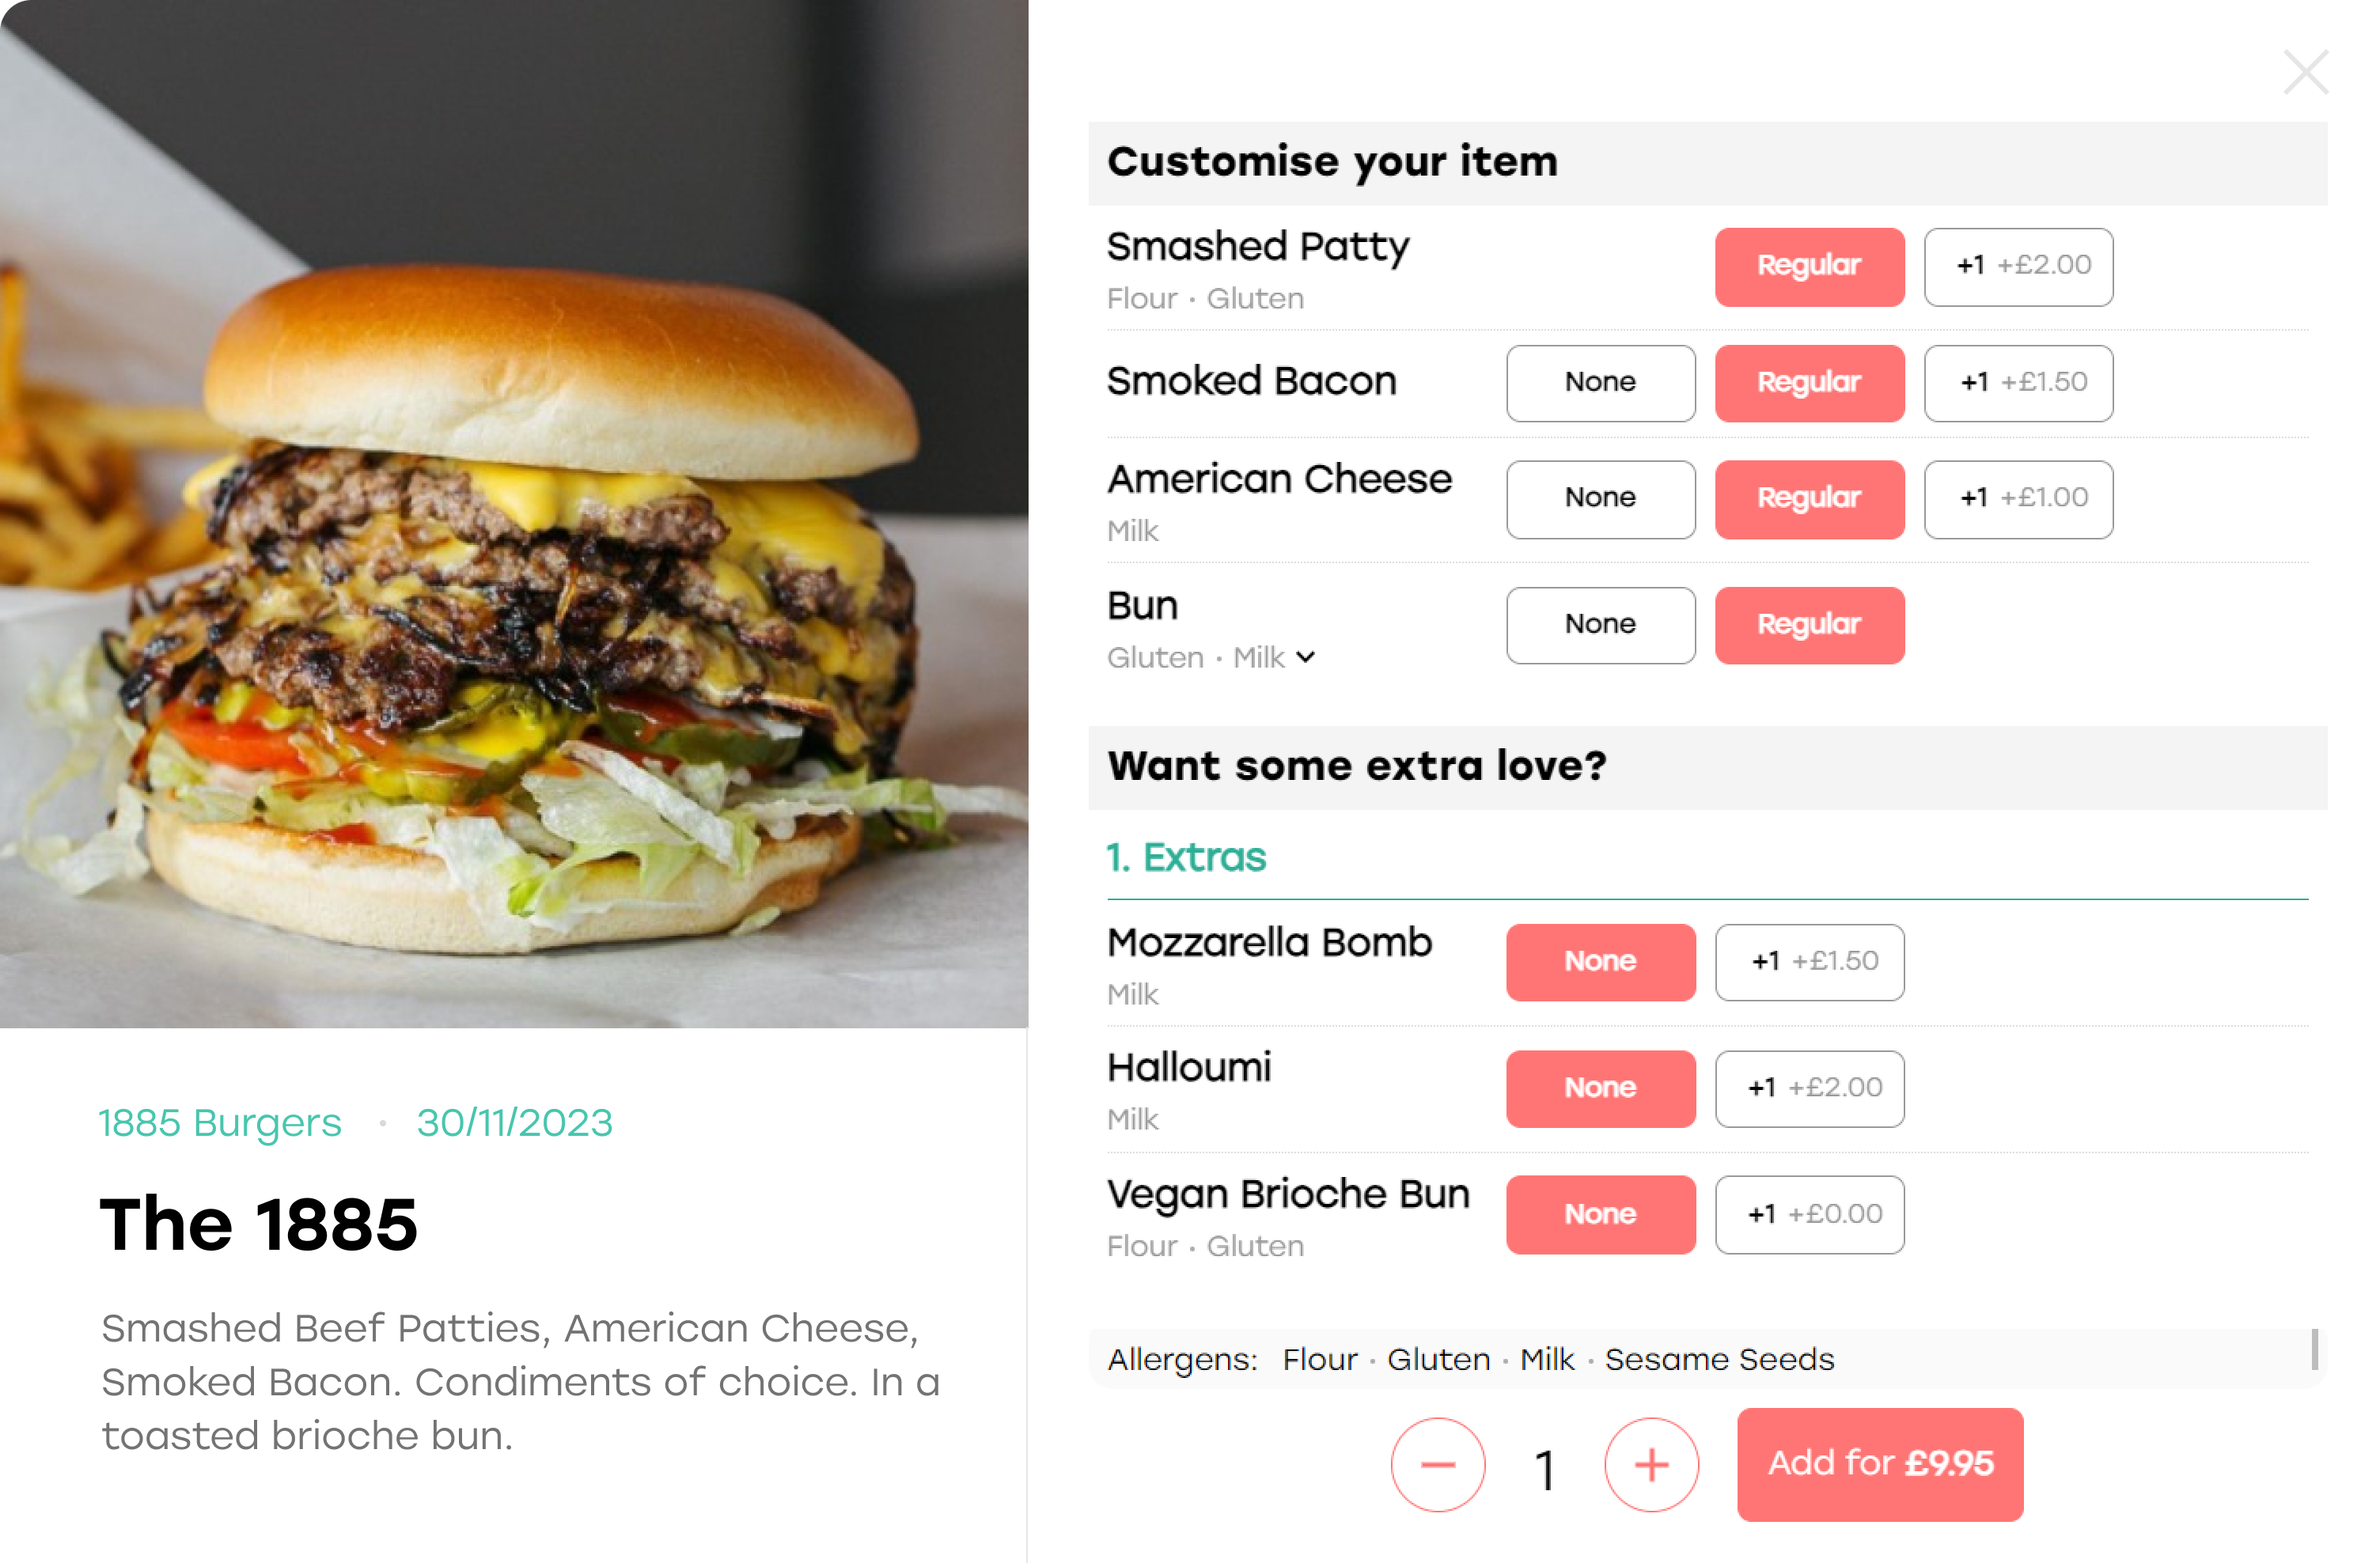 Customise your item
Smashed Patty
Flour · Gluten
Regular
+1 +£2.00
Smoked Bacon
None
Regular
+1 +£1.50
American Cheese
Milk
None
Regular
+1 +£1.00
Bun
Gluten · Milk
None
Regular
Want some extra love?
1. Extras
Mozzarella Bomb
Milk
None
+1 +£1.50
Halloumi
Milk
None
+1 +£2.00
Vegan Brioche Bun
Flour · Gluten
None
+1 +£0.00
Allergens: Flour · Gluten · Milk · Sesame Seeds
1
Add for £9.95
1885 Burgers · 30/11/2023
The 1885
Smashed Beef Patties, American Cheese,
Smoked Bacon. Condiments of choice. In a
toasted brioche bun.